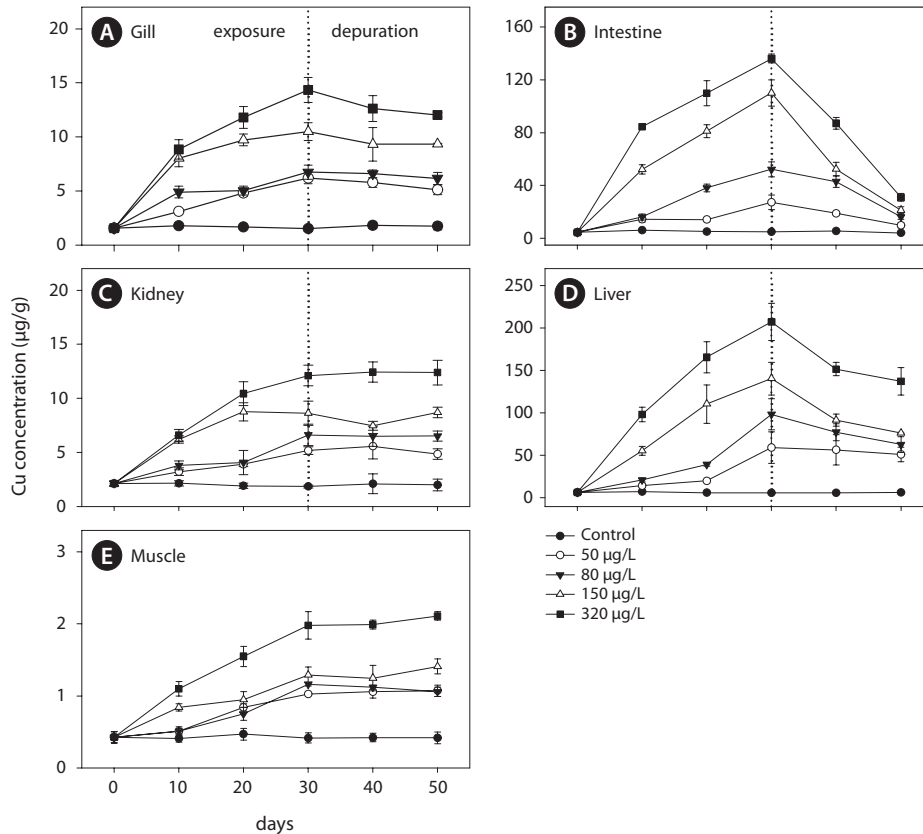 A Gill exposure depuration
20
15
10
5
0
B Intestine
160
120
80
40
0
Cu concentration (μg/g)
C Kidney
20
15
10
5
0
D Liver
250
200
150
100
50
0
E Muscle
3
2
1
0
0 10 20 30 40 50
days
Control
50 μg/L
80 μg/L
150 μg/L
320 μg/L